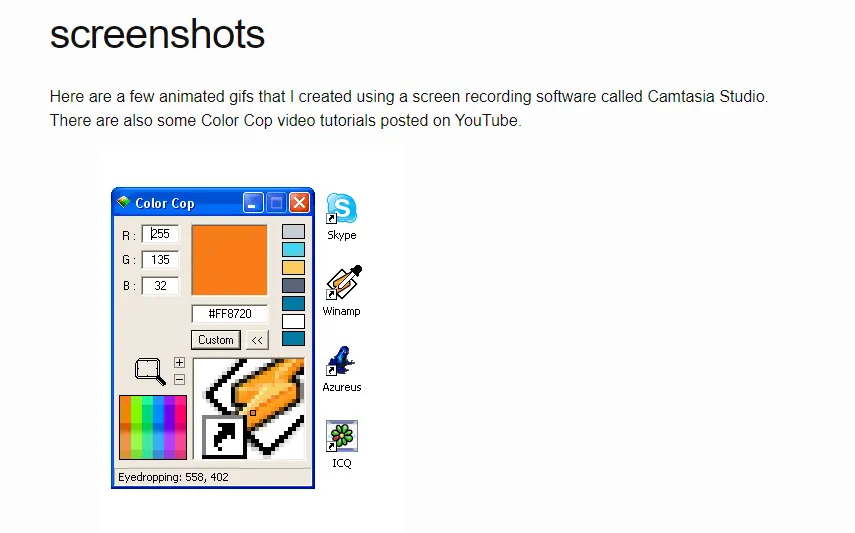 screenshots
Here are a few animated gifs that I created using a screen recording software called Camtasia Studio.
There are also some Color Cop video tutorials posted on YouTube.
Color Cop
R: 255
G: 135
B: 32
#FF8720
Custom <<
Eyedropping: 558, 402
Skype
Winamp
Azureus
ICQ